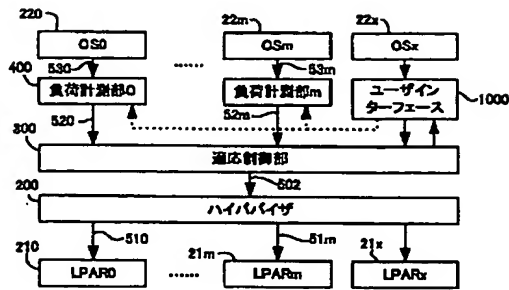 220
22m
22x
OS0
OSm
OSx
530
53m
400
負荷計測部0
負荷計測部m
ユーザイン
ターフェース
1000
520
52m
300
適応制御部
502
200
ハイパバイザ
510
51m
210
21m
21x
LPAR0
LPARm
LPARx